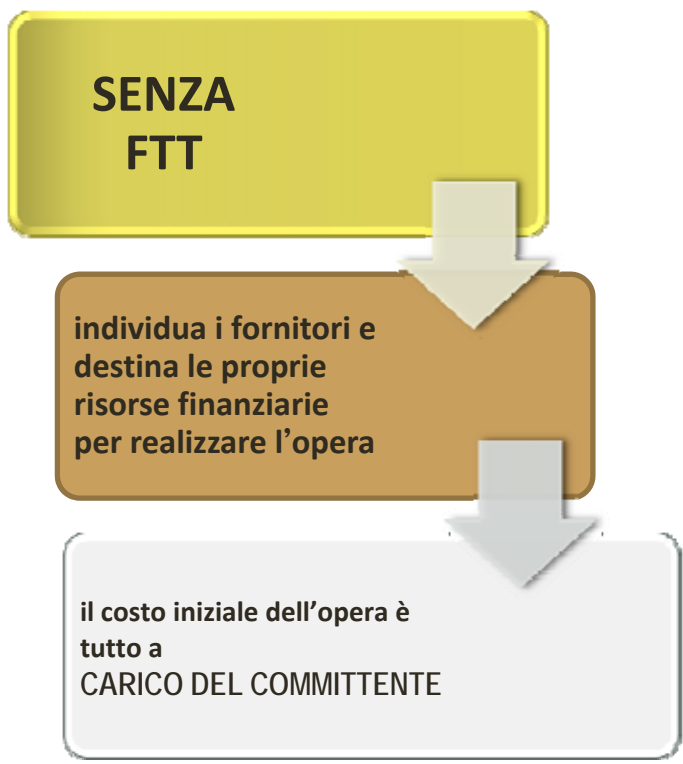 SENZA
FTT
individua i fornitori e
destina le proprie
risorse finanziarie
per realizzare l’opera
il costo iniziale dell’opera è
tutto a
CARICO DEL COMMITTENTE